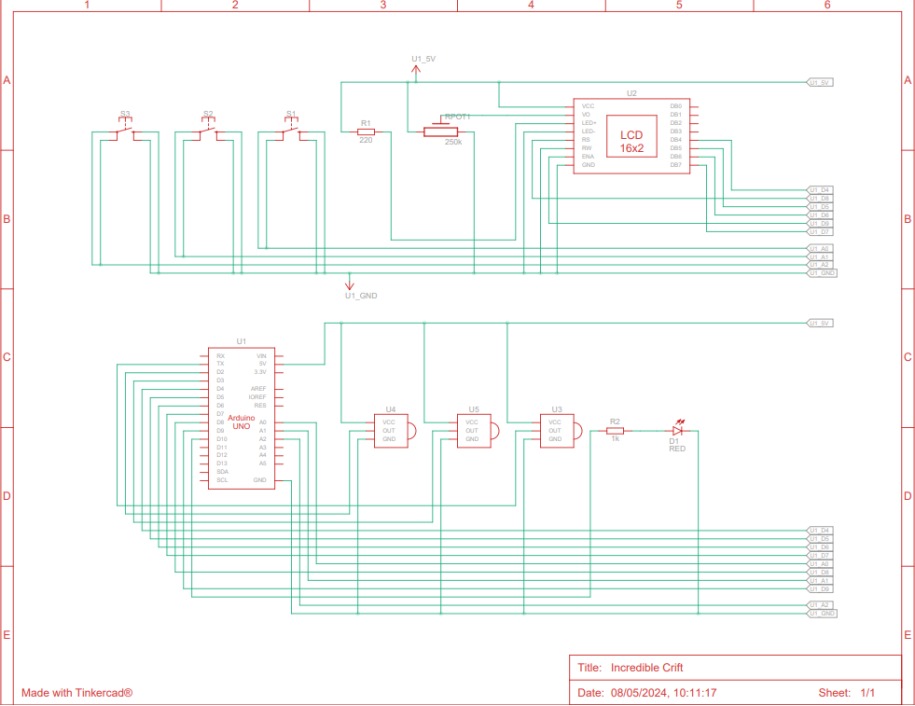 1 2 3 4 5 6
A A
B B
C C
D D
E E
U1_5V
U1_5V
S3
S2
S1
R1
220
RPOT1
250k
U2
LCD
16x2
VCC
VO
LED+
LED-
RS
RW
ENA
GND
DB0
DB1
DB2
DB3
DB4
DB5
DB6
DB7
U1_D4
U1_D8
U1_D5
U1_D6
U1_D9
U1_D7
U1_A0
U1_A1
U1_A2
U1_GND
U1_GND
U1_5V
U1
Arduino
UNO
RX
TX
D2
D3
D4
D5
D6
D7
D8
D9
D10
D11
D12
D13
SDA
SCL
VIN
5V
3.3V
AREF
IOREF
RES
A0
A1
A2
A3
A4
A5
GND
U4
VCC
OUT
GND
U5
VCC
OUT
GND
U3
VCC
OUT
GND
R2
1k
D1
RED
U1_D4
U1_D5
U1_D6
U1_D7
U1_A0
U1_D8
U1_A1
U1_D9
U1_A2
U1_GND
Title: Incredible Crift
Made with Tinkercad®
Date: 08/05/2024, 10:11:17 Sheet: 1/1